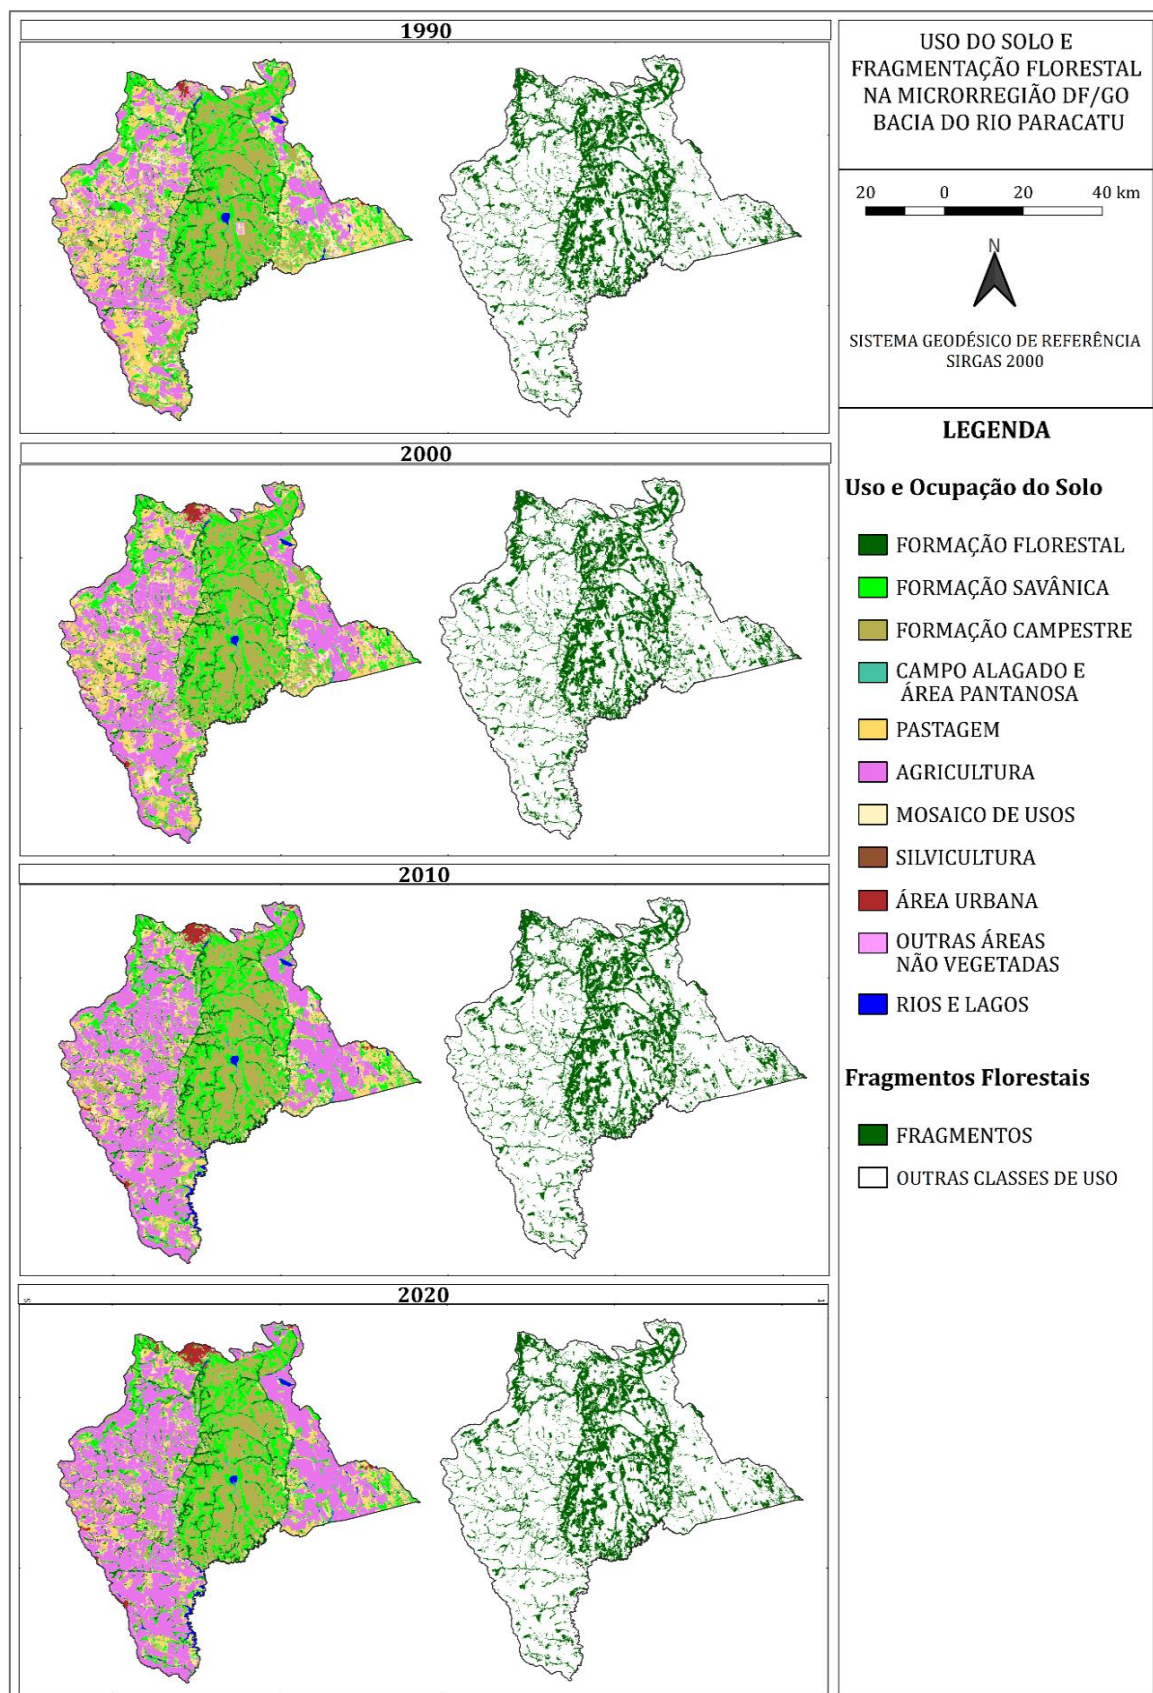 1990
2000
2010
2020
USO DO SOLO E
FRAGMENTAÇÃO FLORESTAL
NA MICRORREGIÃO DF/GO
BACIA DO RIO PARACATU
20 0 20 40 km
N
SISTEMA GEODÉSICO DE REFERÊNCIA
SIRGAS 2000
LEGENDA
Uso e Ocupação do Solo
FORMAÇÃO FLORESTAL
FORMAÇÃO SAVÂNICA
FORMAÇÃO CAMPESTRE
CAMPO ALAGADO E
ÁREA PANTANOSA
PASTAGEM
AGRICULTURA
MOSAICO DE USOS
SILVICULTURA
ÁREA URBANA
OUTRAS ÁREAS
NÃO VEGETADAS
RIOS E LAGOS
Fragmentos Florestais
FRAGMENTOS
OUTRAS CLASSES DE USO